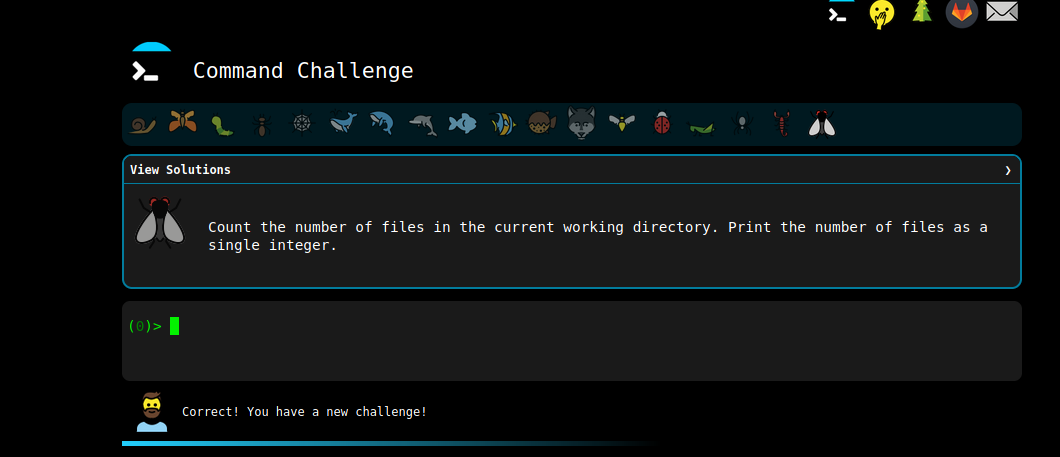 Command Challenge
View Solutions ❯
Count the number of files in the current working directory. Print the number of files as a
single integer.
(0)>
Correct! You have a new challenge!